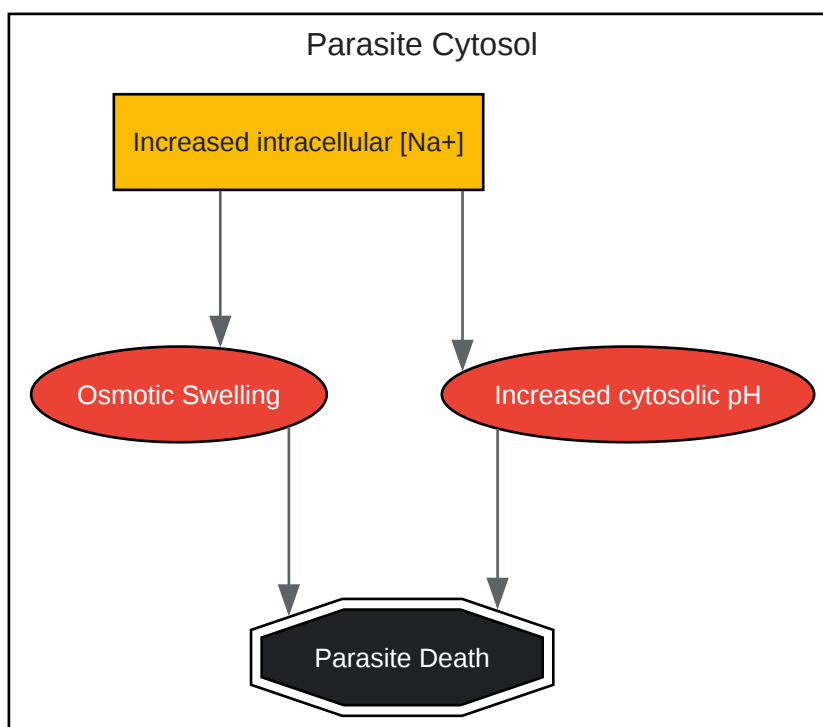 Parasite Cytosol
Increased intracellular [Na+]
Osmotic Swelling
Increased cytosolic pH
Parasite Death